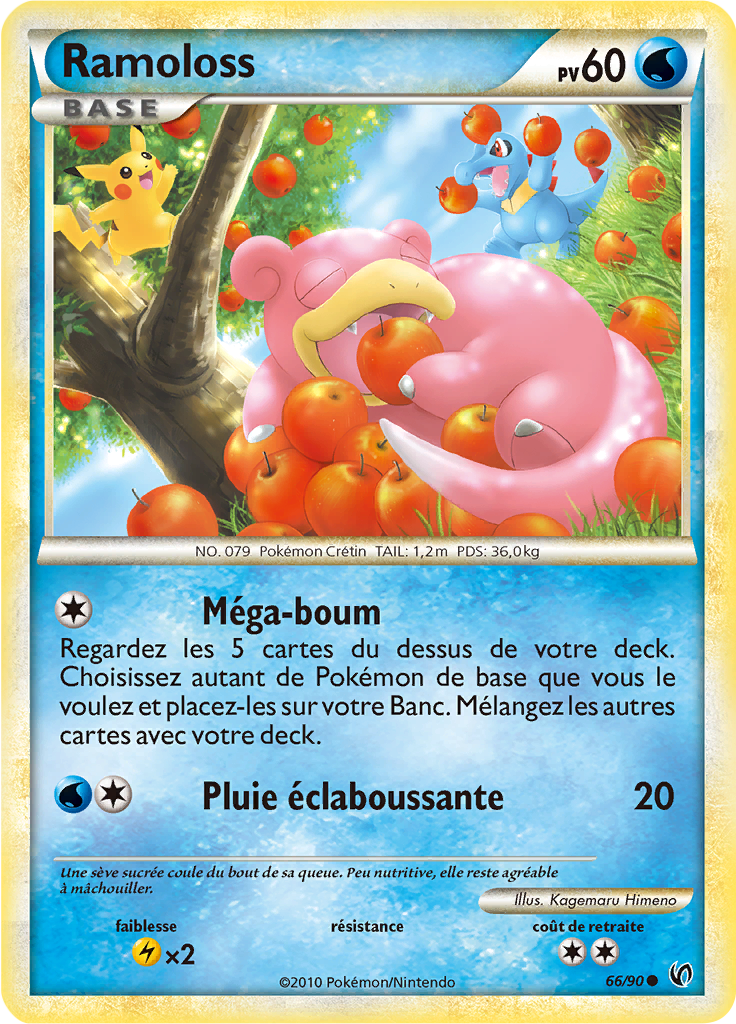 Ramoloss
PV60
BASE
NO. 079 Pokémon Crétin TAIL: 1,2m PDS: 36,0kg
Méga-boum
Regardez les 5 cartes du dessus de votre deck.
Choisissez autant de Pokémon de base que vous le
voulez et placez-les sur votre Banc. Mélangez les autres
cartes avec votre deck.
Pluie éclaboussante 20
Une sève sucrée coule du bout de sa queue. Peu nutritive, elle reste agréable
à mâchouiller.
Illus. Kagemaru Himeno
faiblesse résistance coût de retraite
×2
©2010 Pokémon/Nintendo 66/90